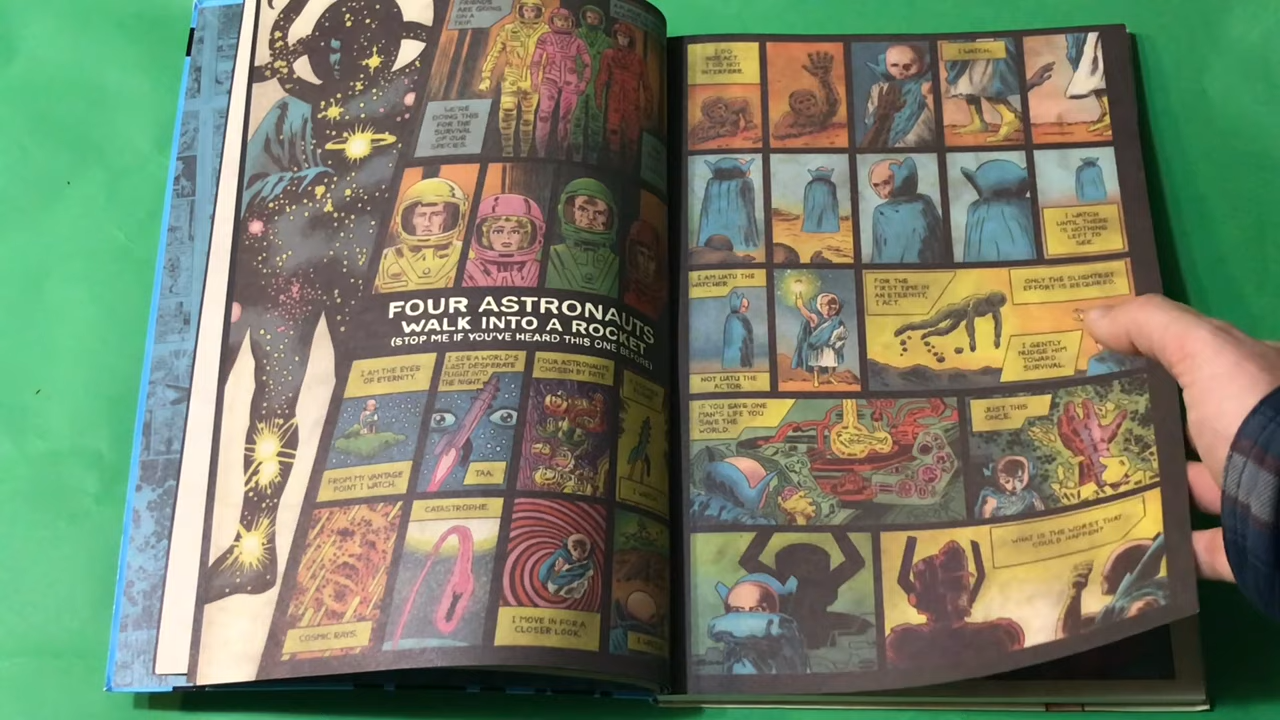 FRIENDS
ARE GOING
ON A
TRIP.
WE'RE
DOING THIS
FOR THE
SURVIVAL
OF OUR
SPECIES.
FOUR ASTRONAUTS
WALK INTO A ROCKET
(STOP ME IF YOU'VE HEARD THIS ONE BEFORE)
I AM THE EYES
OF ETERNITY.
FROM MY VANTAGE
POINT I WATCH.
I SEE A WORLD'S
LAST DESPERATE
FLIGHT INTO
THE NIGHT.
TAA.
FOUR ASTRONAUTS
CHOSEN BY FATE.
I WATCH.
COSMIC RAYS.
CATASTROPHE.
I MOVE IN FOR A
CLOSER LOOK.
I DO
NOT ACT.
I DO NOT
INTERFERE.
I WATCH.
I WATCH
UNTIL THERE
IS NOTHING
LEFT TO
SEE.
I AM UATU THE
WATCHER
NOT UATU THE
ACTOR.
FOR THE
FIRST TIME IN
AN ETERNITY,
I ACT.
ONLY THE SLIGHTEST
EFFORT IS REQUIRED.
I GENTLY
NUDGE HIM
TOWARD
SURVIVAL.
IF YOU SAVE ONE
MAN'S LIFE YOU
SAVE THE
WORLD.
JUST THIS
ONCE.
WHAT IS THE WORST THAT
COULD HAPPEN?